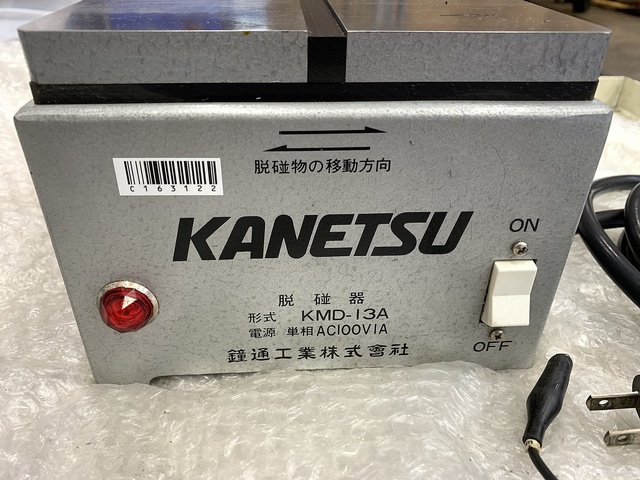 脱磁物の移動方向
C163122
KANETSU
ON
脱磁器
形式 KMD-13A
電源 単相AC100V1A
OFF
鐘通工業株式會社